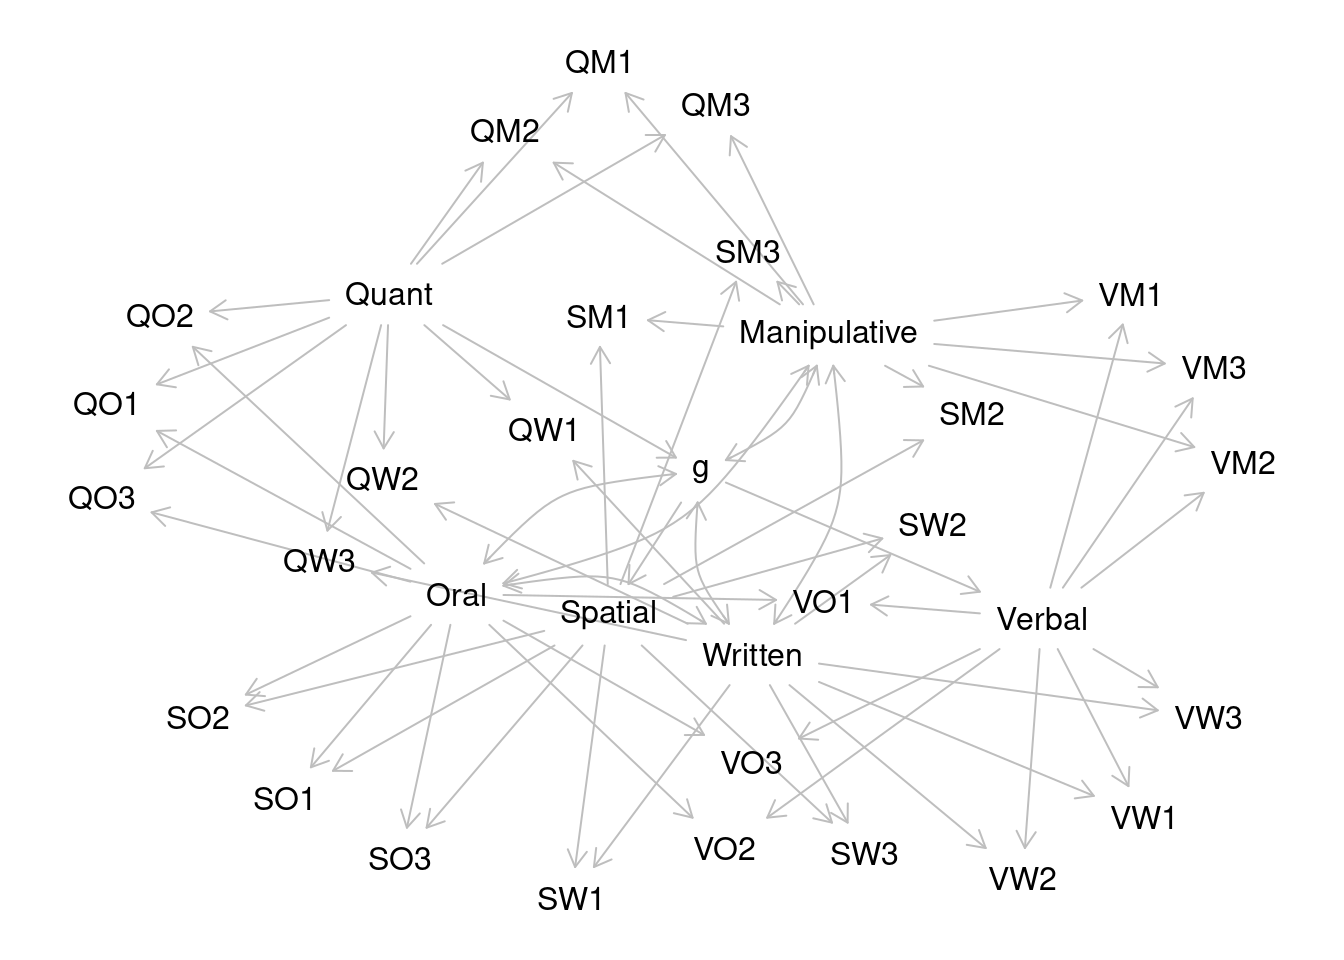 QM1
QM3
QM2
SM3
Quant
VM1
QO2
SM1
Manipulative
VM3
QO1
SM2
QW1
VM2
g
QW2
QO3
SW2
QW3
Oral
VO1
Spatial
Verbal
Written
SO2
VW3
VO3
SO1
VW1
VO2
SW3
SO3
VW2
SW1